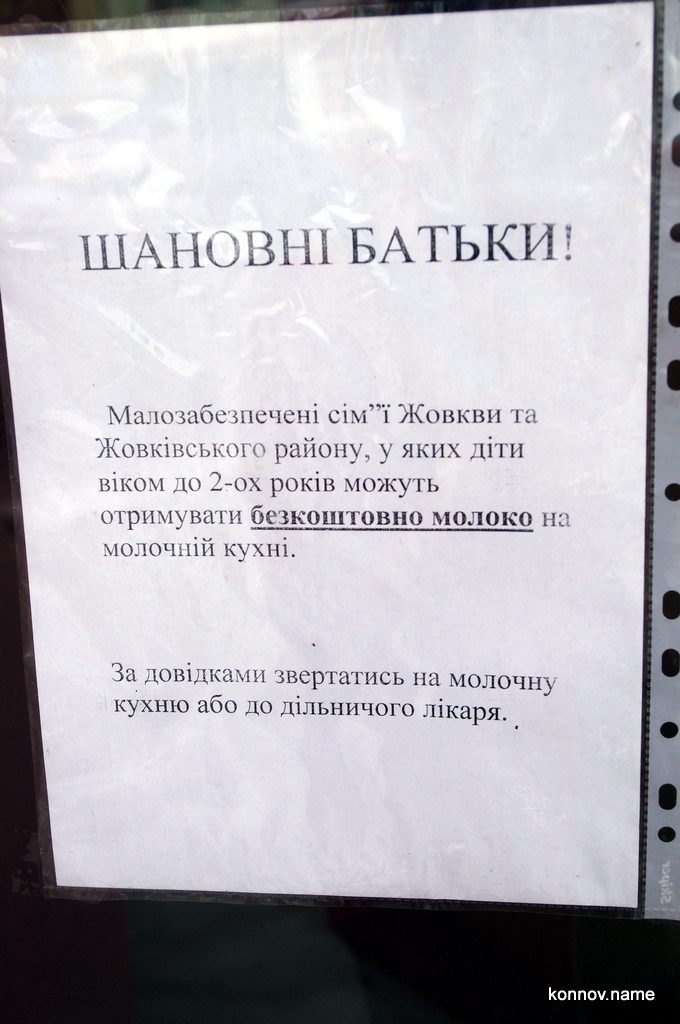 ШАНОВНІ БАТЬКИ!
Малозабезпечені сім”ї Жовкви та
Жовківського району, у яких діти
віком до 2-ох років можуть
отримувати безкоштовно молоко на
молочній кухні.
За довідками звертатись на молочну
кухню або до дільничого лікаря.
Skiper
konnov.name